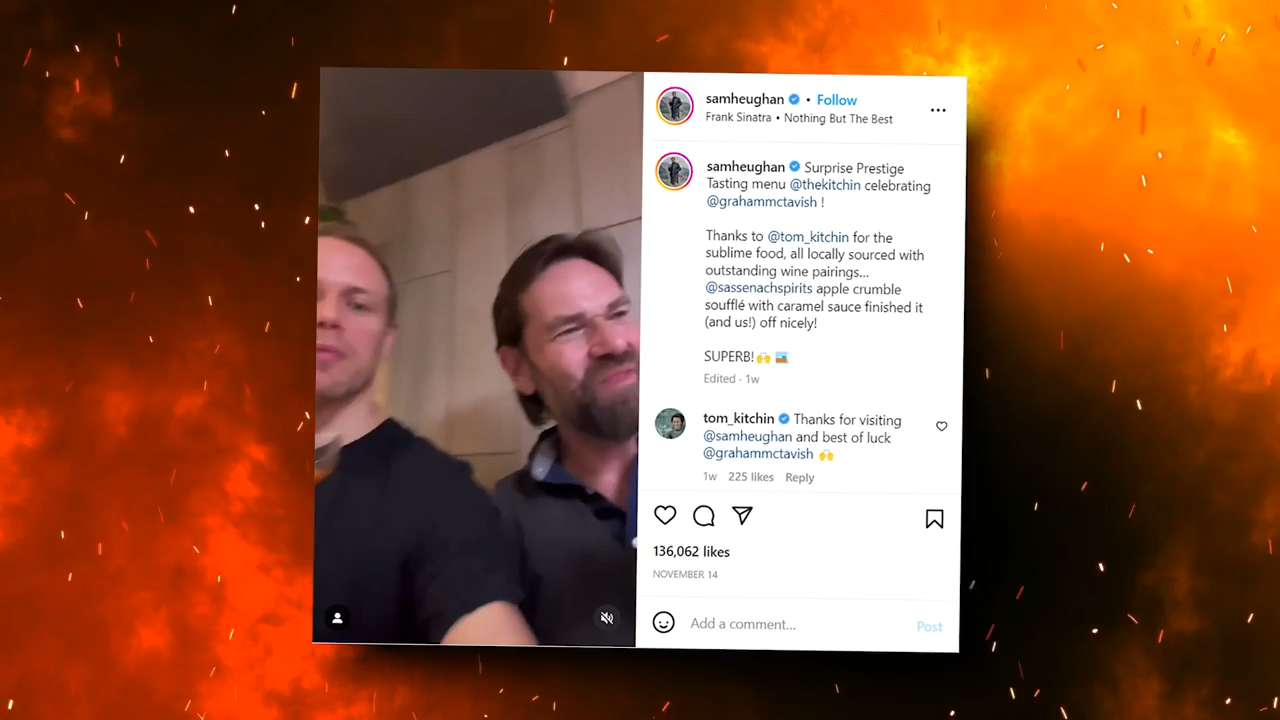 samheughan • Follow
Frank Sinatra • Nothing But The Best
samheughan Surprise Prestige
Tasting menu @thekitchin celebrating
@grahammctavish !
Thanks to @tom_kitchin for the
sublime food, all locally sourced with
outstanding wine pairings...
@sassenachspirits apple crumble
soufflé with caramel sauce finished it
(and us!) off nicely!
SUPERB!🙌 🏜️
Edited · 1w
tom_kitchin Thanks for visiting
@samheughan and best of luck
@grahammctavish 🙌
1w 225 likes Reply
136,062 likes
NOVEMBER 14
Add a comment...
Post